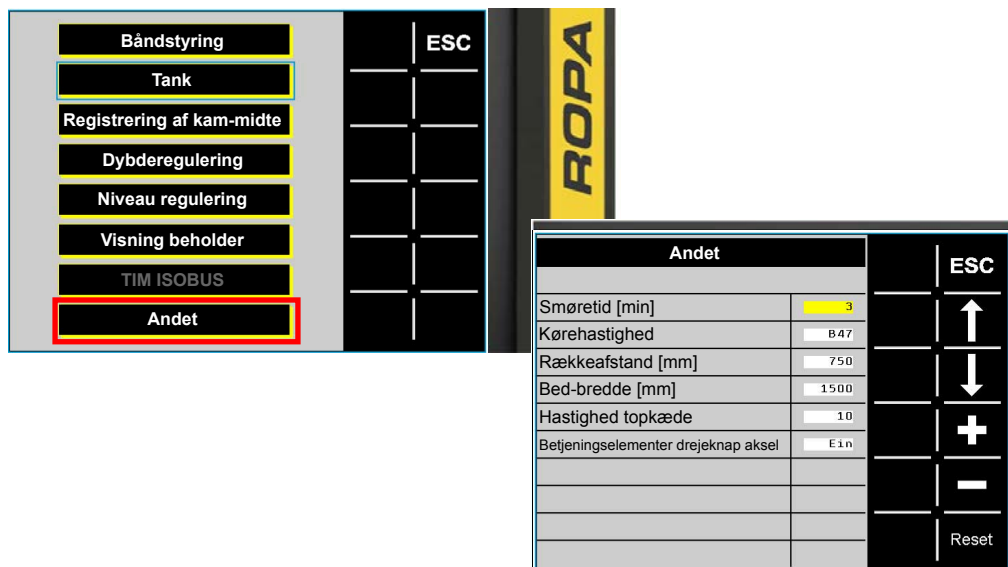 Båndstyring
ESC
Tank
Registrering af kam-midte
Dybderegulering
Niveau regulering
Visning beholder
TIM ISOBUS
Andet
ROPA
Andet
ESC
Smøretid [min] 3
Kørehastighed B47
Rækkeafstand [mm] 750
Bed-bredde [mm] 1500
Hastighed topkæde 10
Betjeningselementer drejeknap aksel Ein
Reset